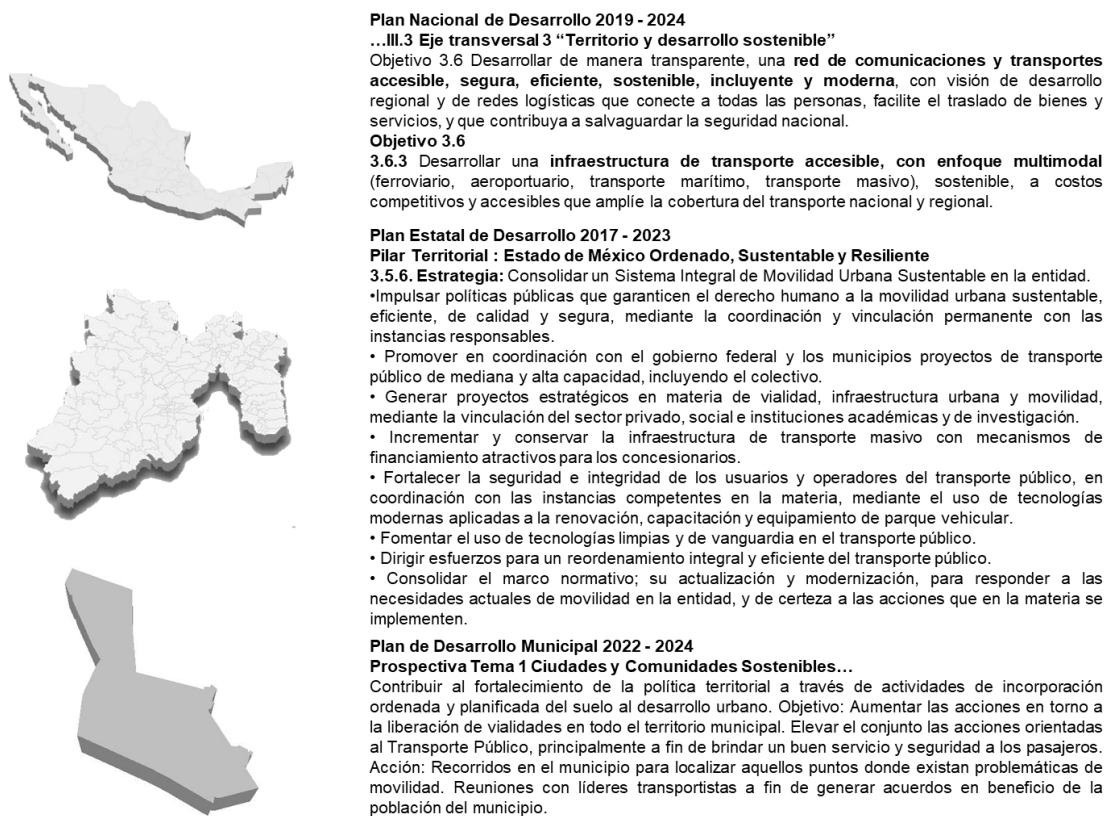 Plan Nacional de Desarrollo 2019 - 2024
…III.3 Eje transversal 3 “Territorio y desarrollo sostenible”
Objetivo 3.6 Desarrollar de manera transparente, una red de comunicaciones y transportes
accesible, segura, eficiente, sostenible, incluyente y moderna, con visión de desarrollo
regional y de redes logísticas que conecte a todas las personas, facilite el traslado de bienes y
servicios, y que contribuya a salvaguardar la seguridad nacional.
Objetivo 3.6
3.6.3 Desarrollar una infraestructura de transporte accesible, con enfoque multimodal
(ferroviario, aeroportuario, transporte marítimo, transporte masivo), sostenible, a costos
competitivos y accesibles que amplíe la cobertura del transporte nacional y regional.
Plan Estatal de Desarrollo 2017 - 2023
Pilar Territorial : Estado de México Ordenado, Sustentable y Resiliente
3.5.6. Estrategia: Consolidar un Sistema Integral de Movilidad Urbana Sustentable en la entidad.
•Impulsar políticas públicas que garanticen el derecho humano a la movilidad urbana sustentable,
eficiente, de calidad y segura, mediante la coordinación y vinculación permanente con las
instancias responsables.
• Promover en coordinación con el gobierno federal y los municipios proyectos de transporte
público de mediana y alta capacidad, incluyendo el colectivo.
• Generar proyectos estratégicos en materia de vialidad, infraestructura urbana y movilidad,
mediante la vinculación del sector privado, social e instituciones académicas y de investigación.
• Incrementar y conservar la infraestructura de transporte masivo con mecanismos de
financiamiento atractivos para los concesionarios.
• Fortalecer la seguridad e integridad de los usuarios y operadores del transporte público, en
coordinación con las instancias competentes en la materia, mediante el uso de tecnologías
modernas aplicadas a la renovación, capacitación y equipamiento de parque vehicular.
• Fomentar el uso de tecnologías limpias y de vanguardia en el transporte público.
• Dirigir esfuerzos para un reordenamiento integral y eficiente del transporte público.
• Consolidar el marco normativo; su actualización y modernización, para responder a las
necesidades actuales de movilidad en la entidad, y de certeza a las acciones que en la materia se
implementen.
Plan de Desarrollo Municipal 2022 - 2024
Prospectiva Tema 1 Ciudades y Comunidades Sostenibles…
Contribuir al fortalecimiento de la política territorial a través de actividades de incorporación
ordenada y planificada del suelo al desarrollo urbano. Objetivo: Aumentar las acciones en torno a
la liberación de vialidades en todo el territorio municipal. Elevar el conjunto las acciones orientadas
al Transporte Público, principalmente a fin de brindar un buen servicio y seguridad a los pasajeros.
Acción: Recorridos en el municipio para localizar aquellos puntos donde existan problemáticas de
movilidad. Reuniones con líderes transportistas a fin de generar acuerdos en beneficio de la
población del municipio.